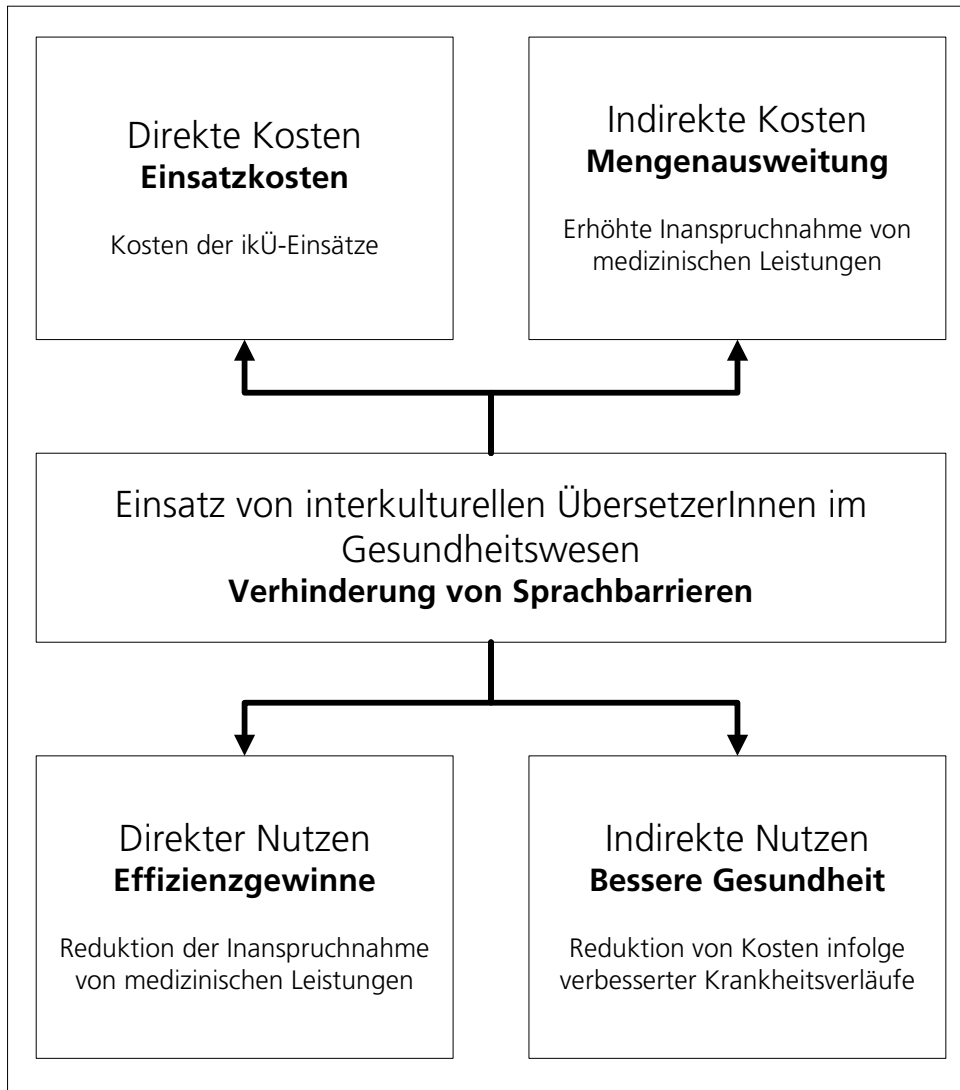 Direkte Kosten
Einsatzkosten
Kosten der ikÜ-Einsätze
Indirekte Kosten
Mengenausweitung
Erhöhte Inanspruchnahme von
medizinischen Leistungen
Einsatz von interkulturellen ÜbersetzerInnen im
Gesundheitswesen
Verhinderung von Sprachbarrieren
Direkter Nutzen
Effizienzgewinne
Reduktion der Inanspruchnahme
von medizinischen Leistungen
Indirekte Nutzen
Bessere Gesundheit
Reduktion von Kosten infolge
verbesserter Krankheitsverläufe